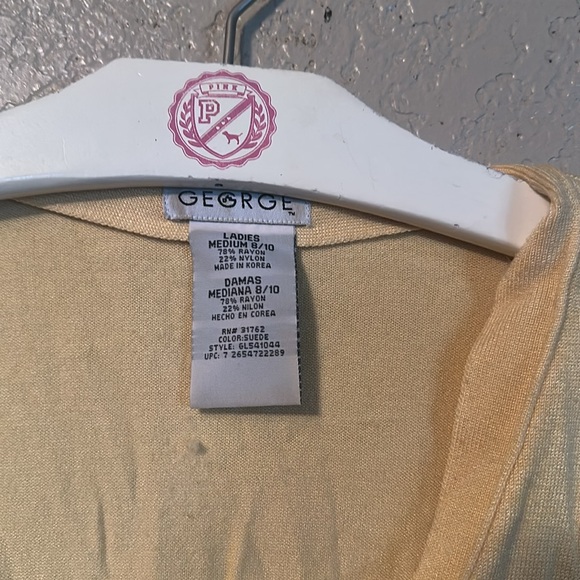 PINK
P
GEORGE
LADIES
MEDIUM 8/10
78% RAYON
22% NYLON
MADE IN KOREA
DAMAS
MEDIANA 8/10
78% RAYON
22% NILON
HECHO EN COREA
RN# 31762
COLOR:SUEDE
STYLE: GL541044
UPC: 7 2654722289